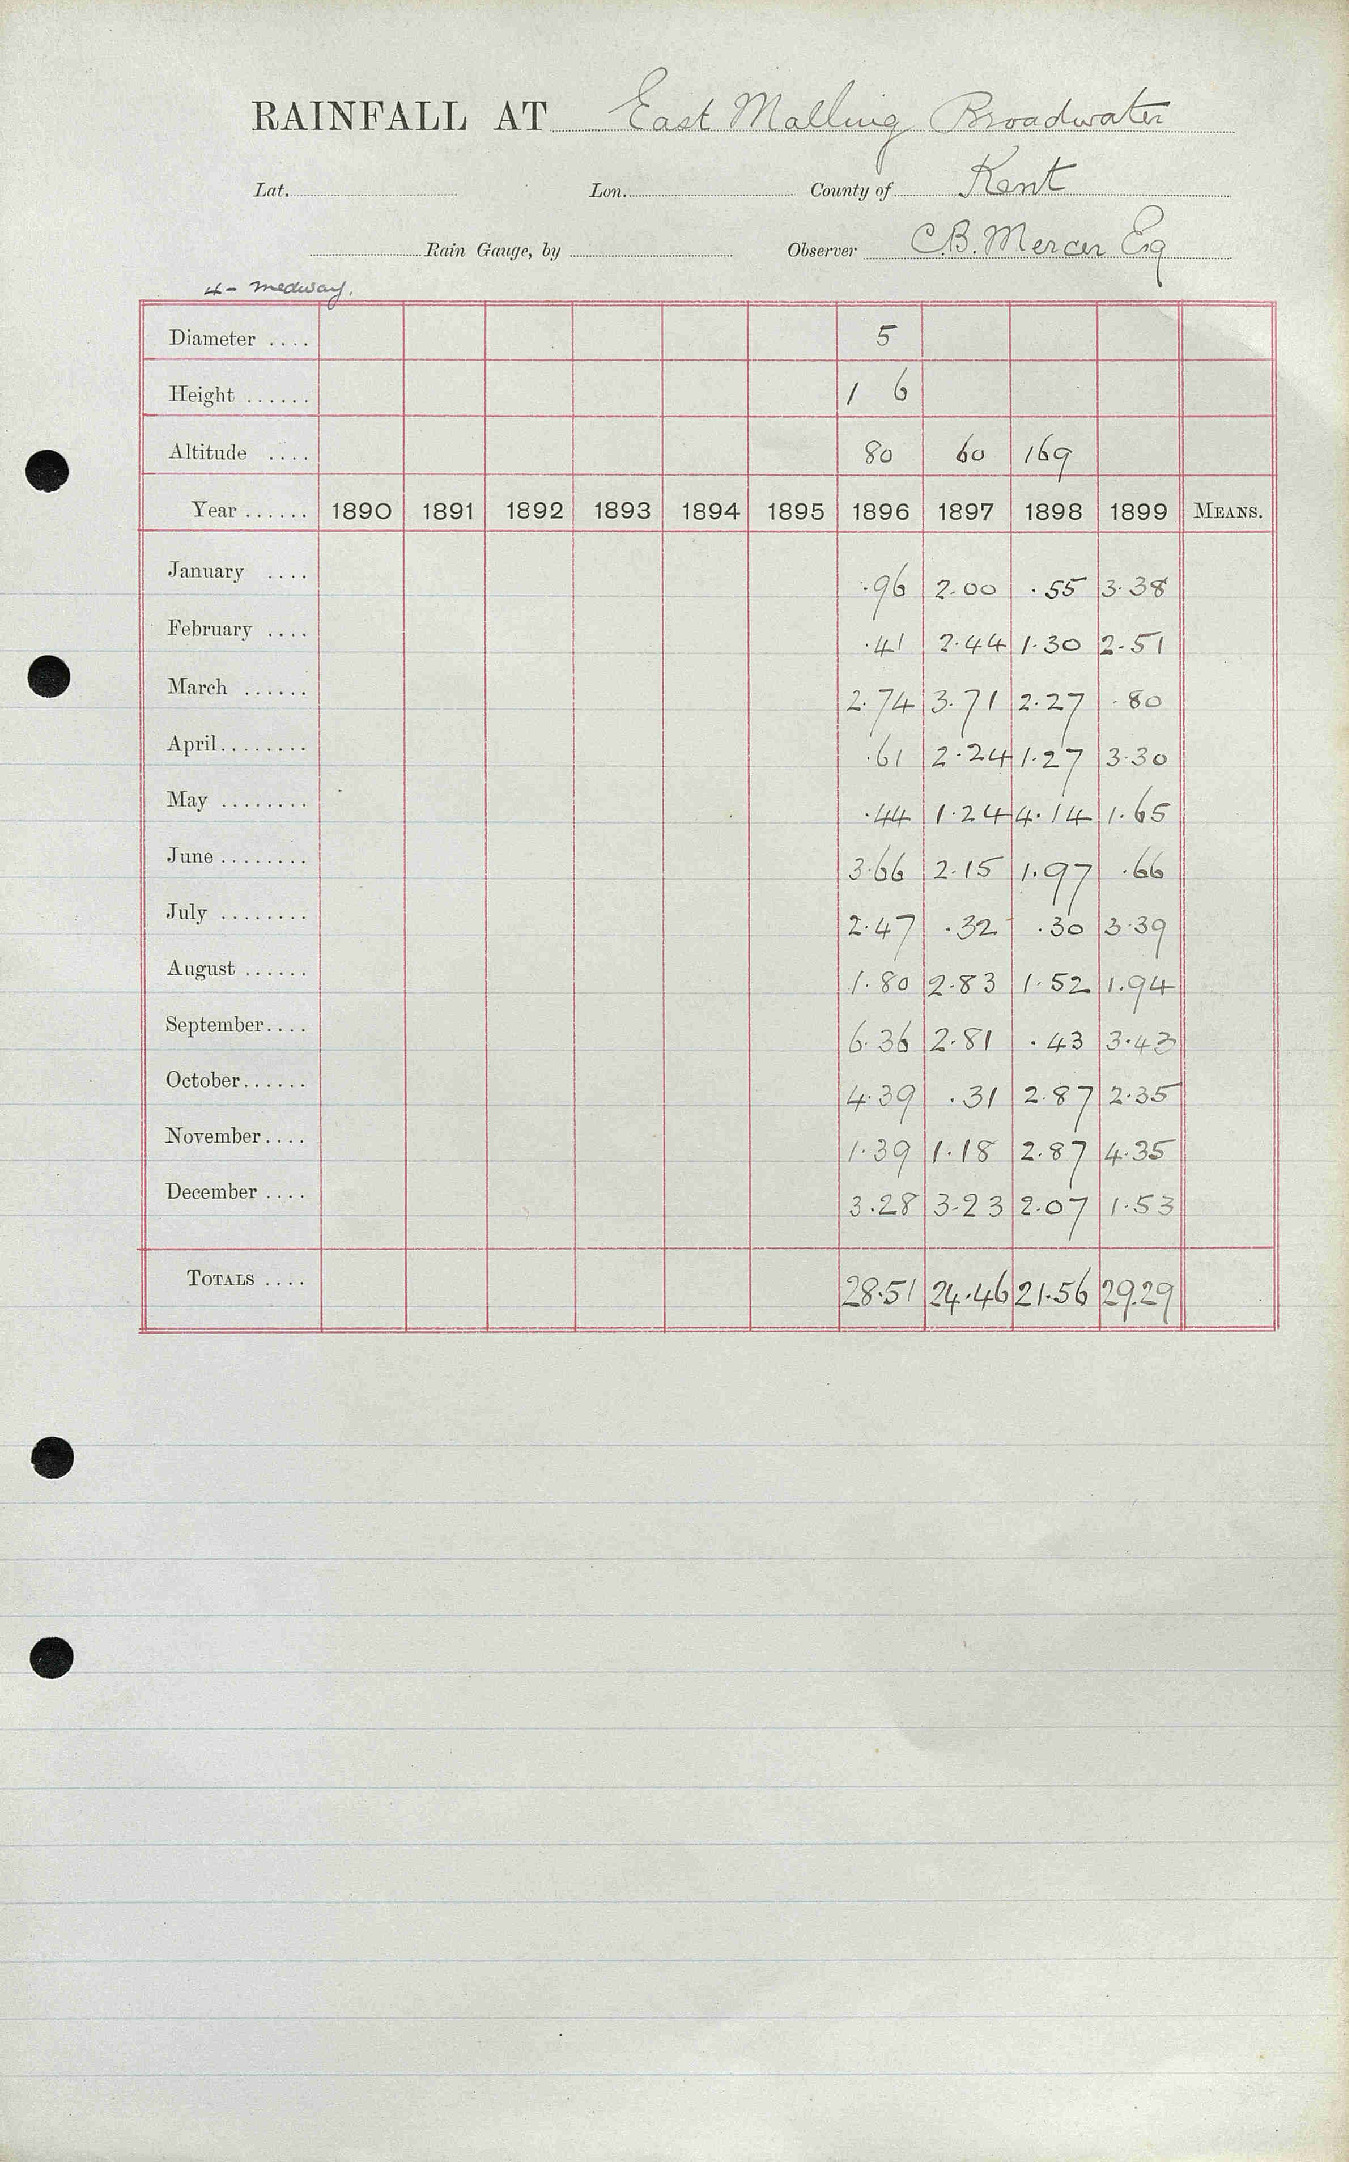 RAINFALL AT East Malling Broadwater
Lat. Lon. County of Kent
Rain Gauge, by Observer C.B. Mercer Esq
4 - Medway.
Diameter .... 5
Height ...... 1 6
Altitude .... 80 60 169
Year ...... 1890 1891 1892 1893 1894 1895 1896 1897 1898 1899 MEANS.
January .... .96 2.00 .55 3.38
February .... .41 2.44 1.30 2.51
March ...... 2.74 3.71 2.27 .80
April........ .61 2.24 1.27 3.30
May ........ .44 1.24 4.14 1.65
June ........ 3.66 2.15 1.97 .66
July ........ 2.47 .32 .30 3.39
August ...... 1.80 2.83 1.52 1.94
September.... 6.36 2.81 .43 3.43
October...... 4.39 .31 2.87 2.35
November.... 1.39 1.18 2.87 4.35
December .... 3.28 3.23 2.07 1.53
TOTALS .... 28.51 24.46 21.56 29.29